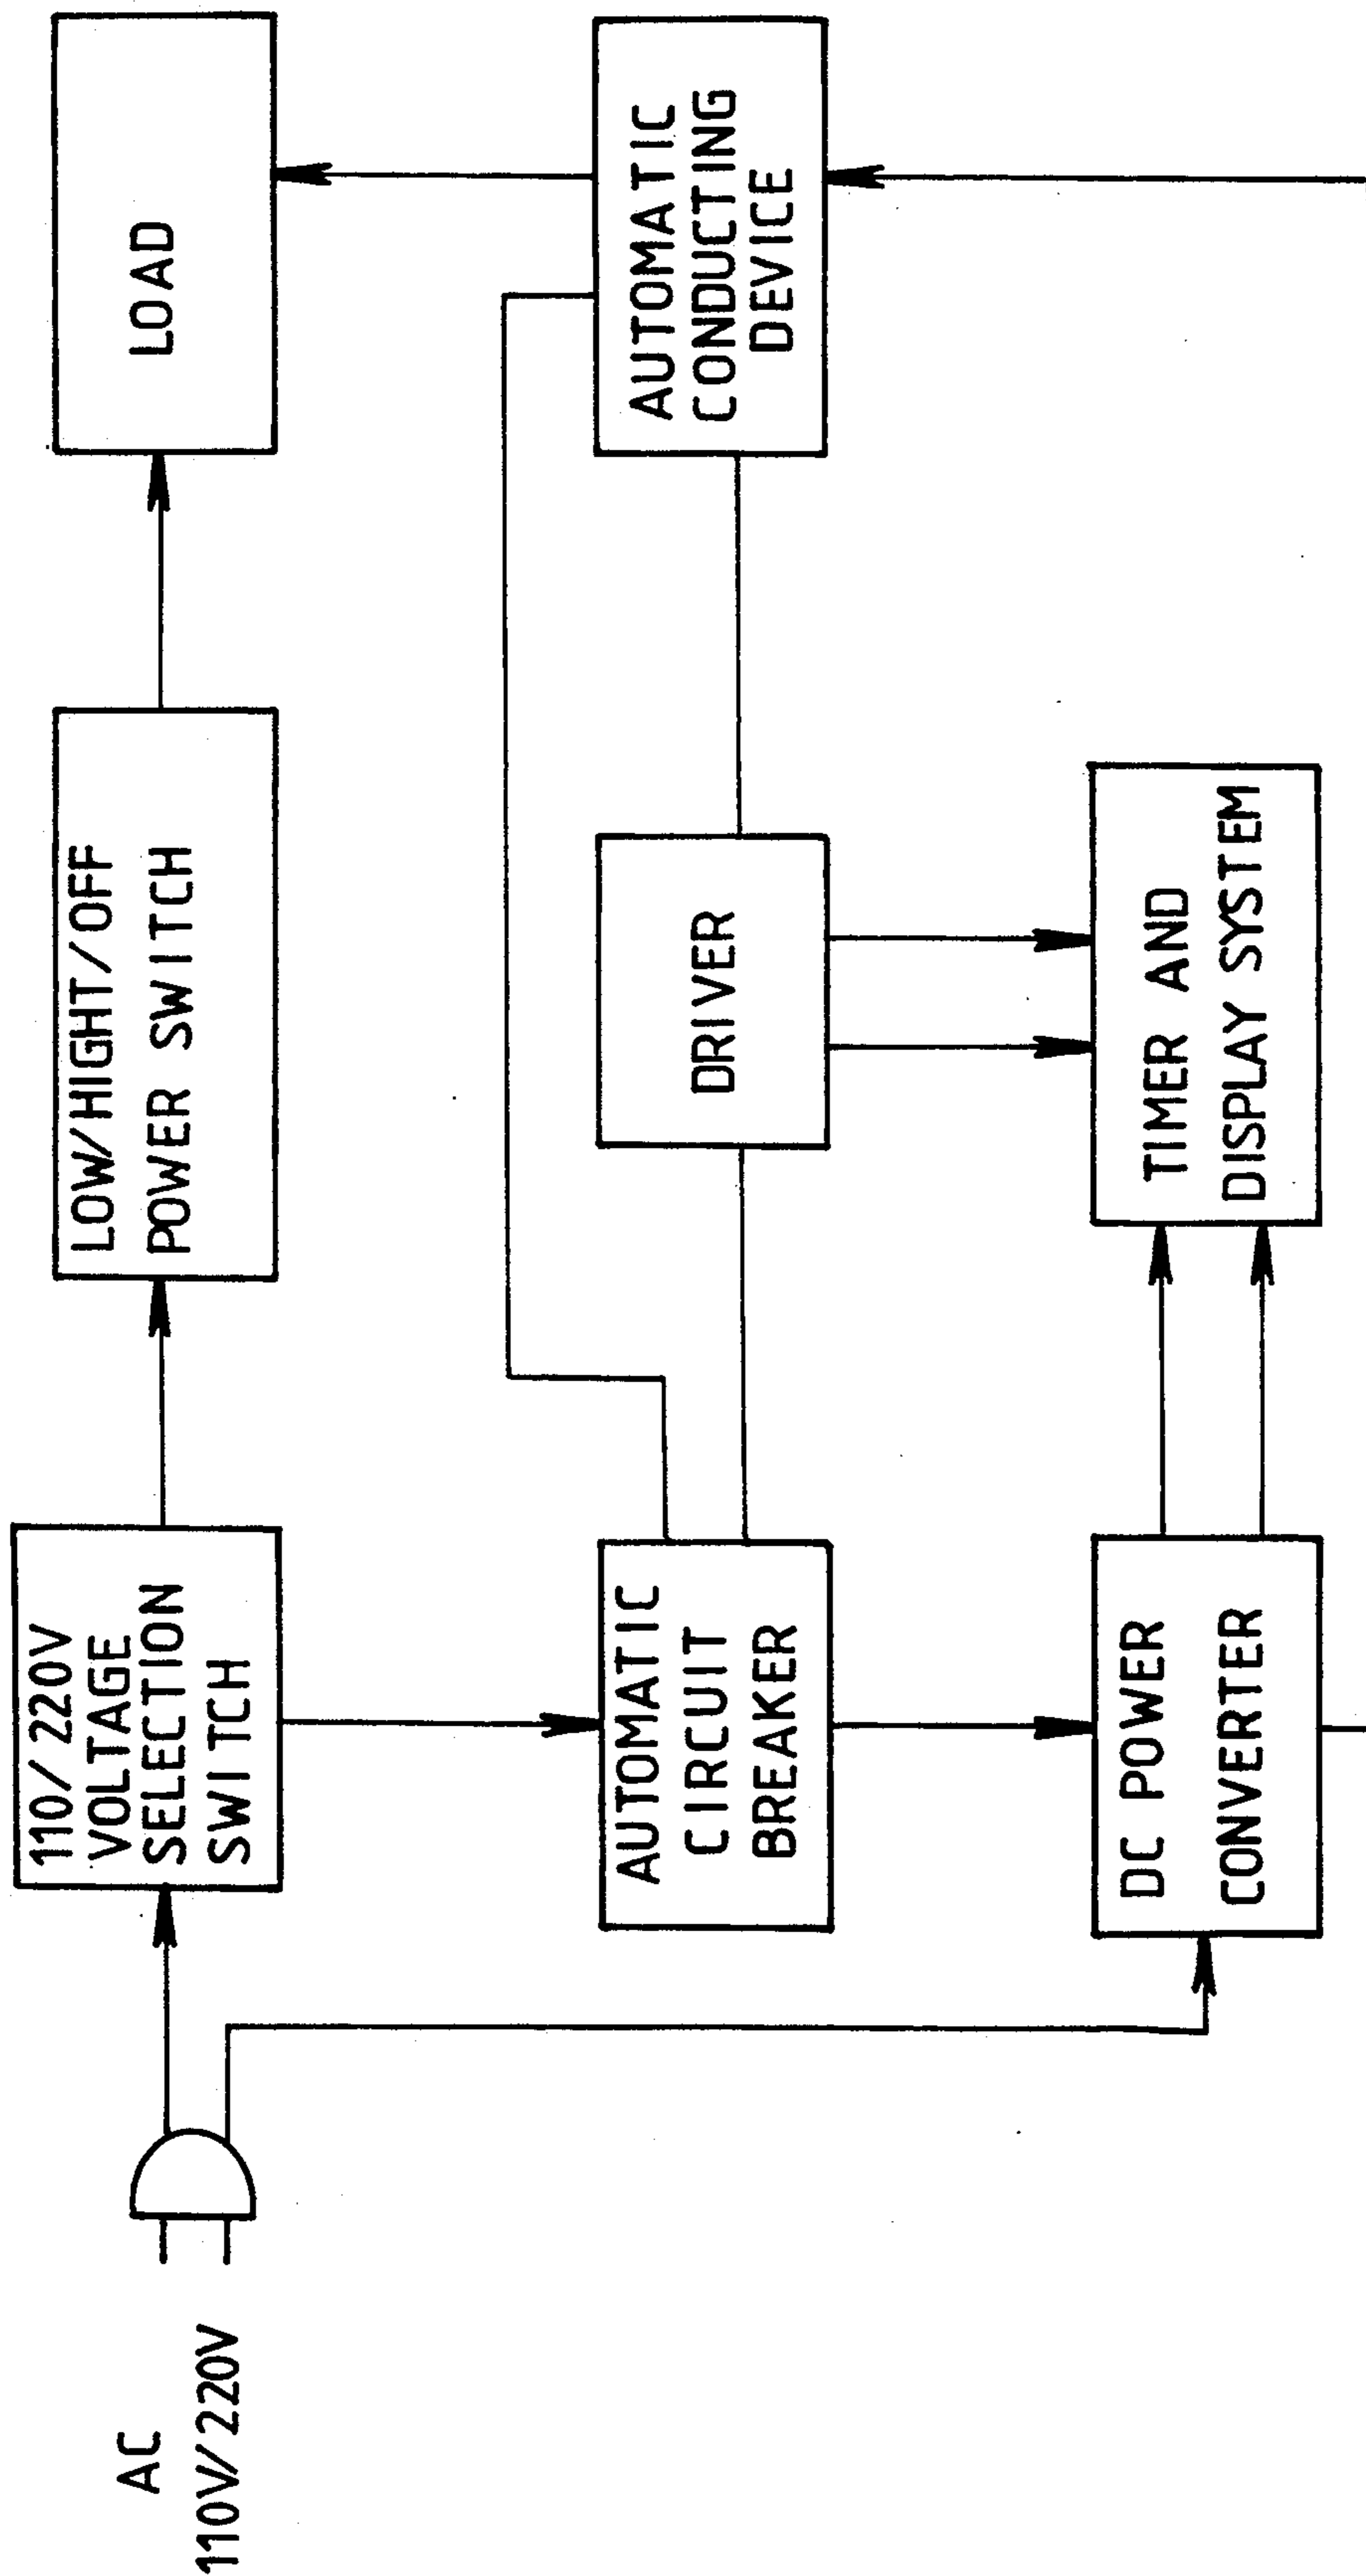 AC
110V/220V
110/220V
VOLTAGE
SELECTION
SWITCH
LOW/HIGHT/OFF
POWER SWITCH
LOAD
AUTOMATIC
CIRCUIT
BREAKER
DRIVER
AUTOMATIC
CONDUCTING
DEVICE
DC POWER
CONVERTER
TIMER AND
DISPLAY SYSTEM